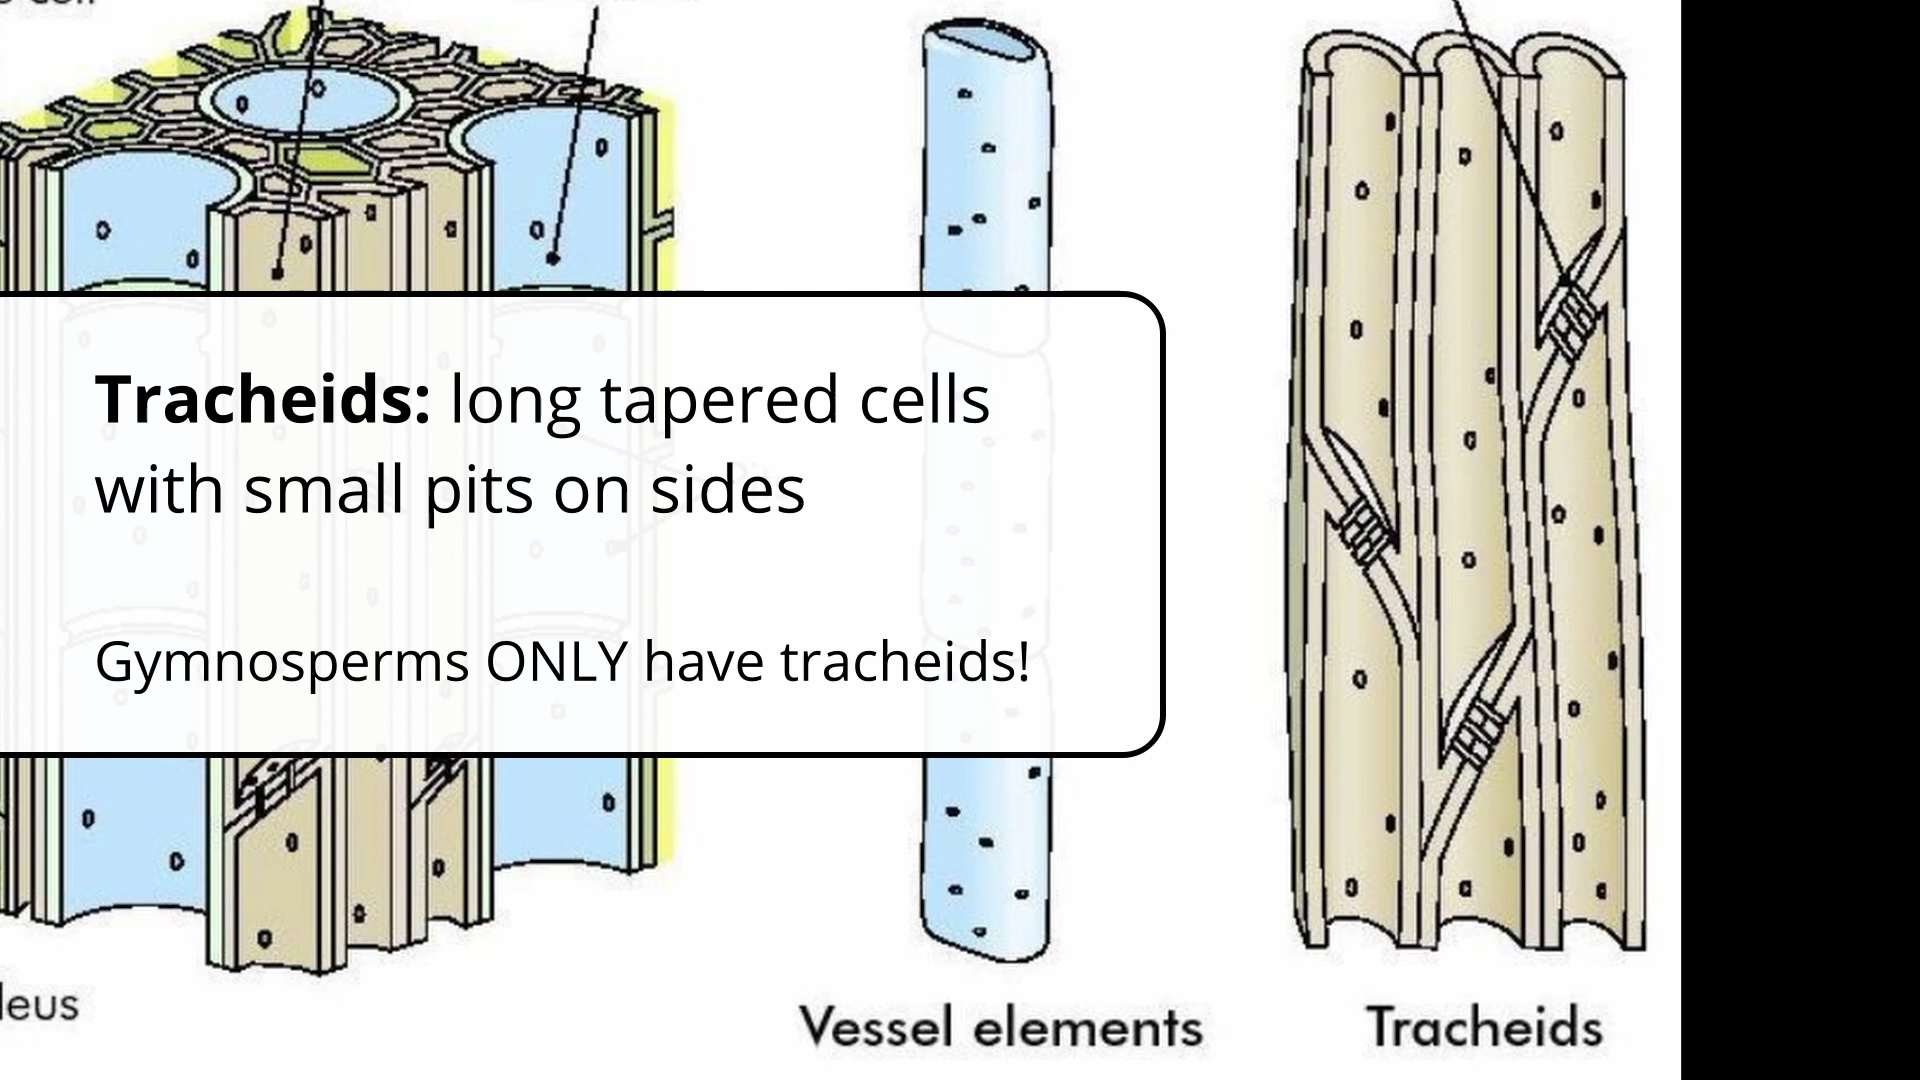 Tracheids: long tapered cells
with small pits on sides
Gymnosperms ONLY have tracheids!
leus
Vessel elements
Tracheids